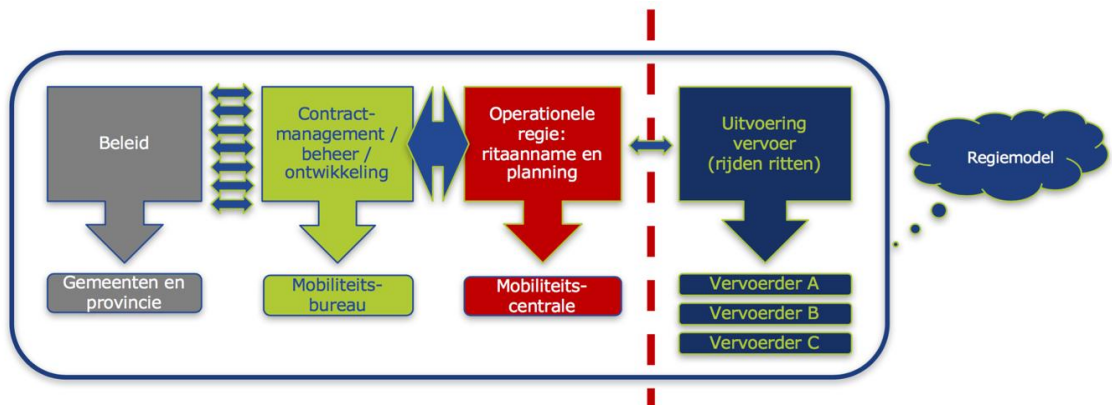 Beleid
Contract-
management /
beheer /
ontwikkeling
Operationele
regie:
ritaanname en
planning
Uitvoering
vervoer
(rijden ritten)
Regiemodel
Gemeenten en
provincie
Mobiliteits-
bureau
Mobiliteits-
centrale
Vervoerder A
Vervoerder B
Vervoerder C